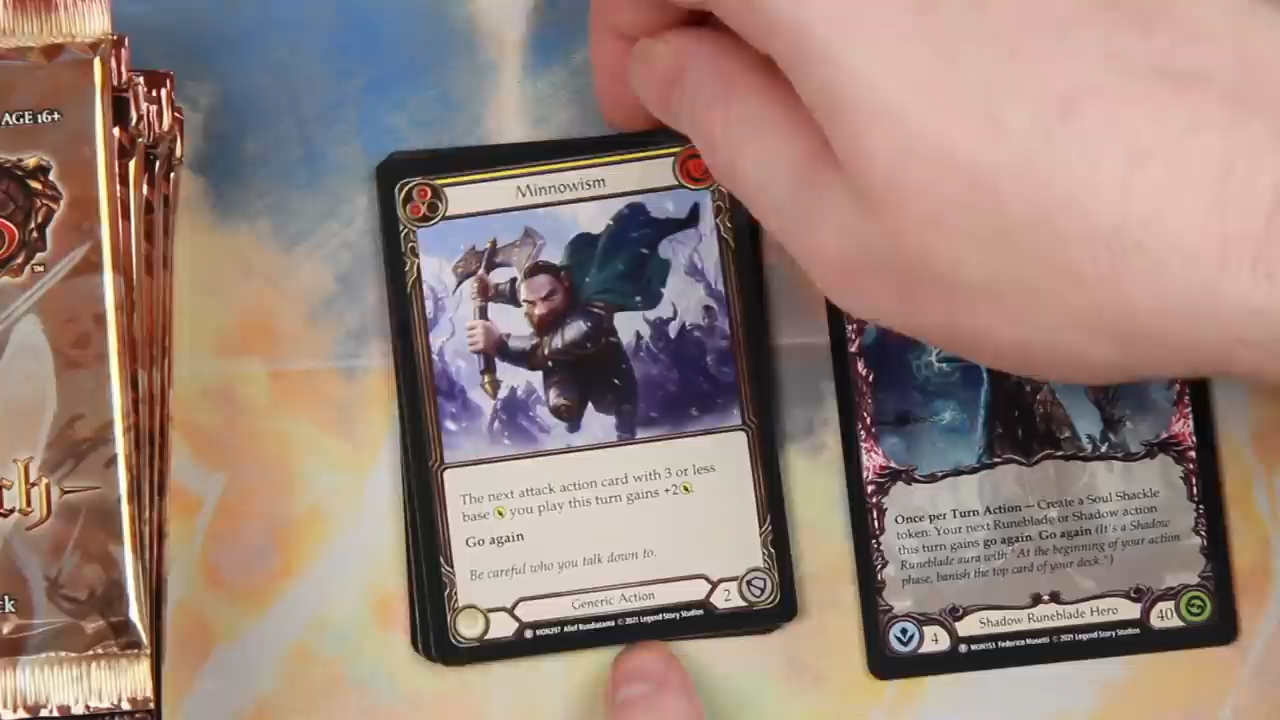 AGE 16+
TM
ch
k
Minnowism
The next attack action card with 3 or less
base you play this turn gains +2
Go again
Be careful who you talk down to.
Generic Action
2
MON297 Alef Rundiatama © 2021 Legend Story Studios
Once per Turn Action — Create a Soul Shackle
token: Your next Runeblade or Shadow action
this turn gains go again. Go again (It's a Shadow
Runeblade aura with: "At the beginning of your action
phase, banish the top card of your deck.")
4
Shadow Runeblade Hero
40
MON153 Federico Musetti © 2021 Legend Story Studios